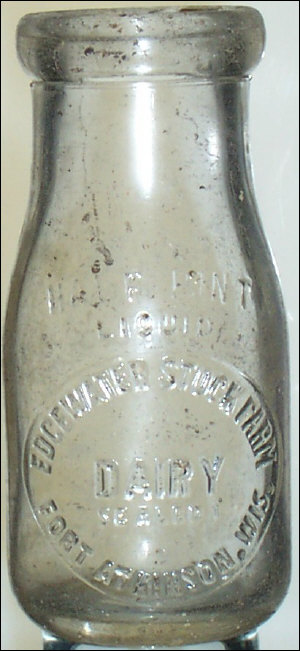 HALF PINT
LIQUID
EDGEWATER STOCK FARM
DAIRY
FORT ATKINSON, WIS.